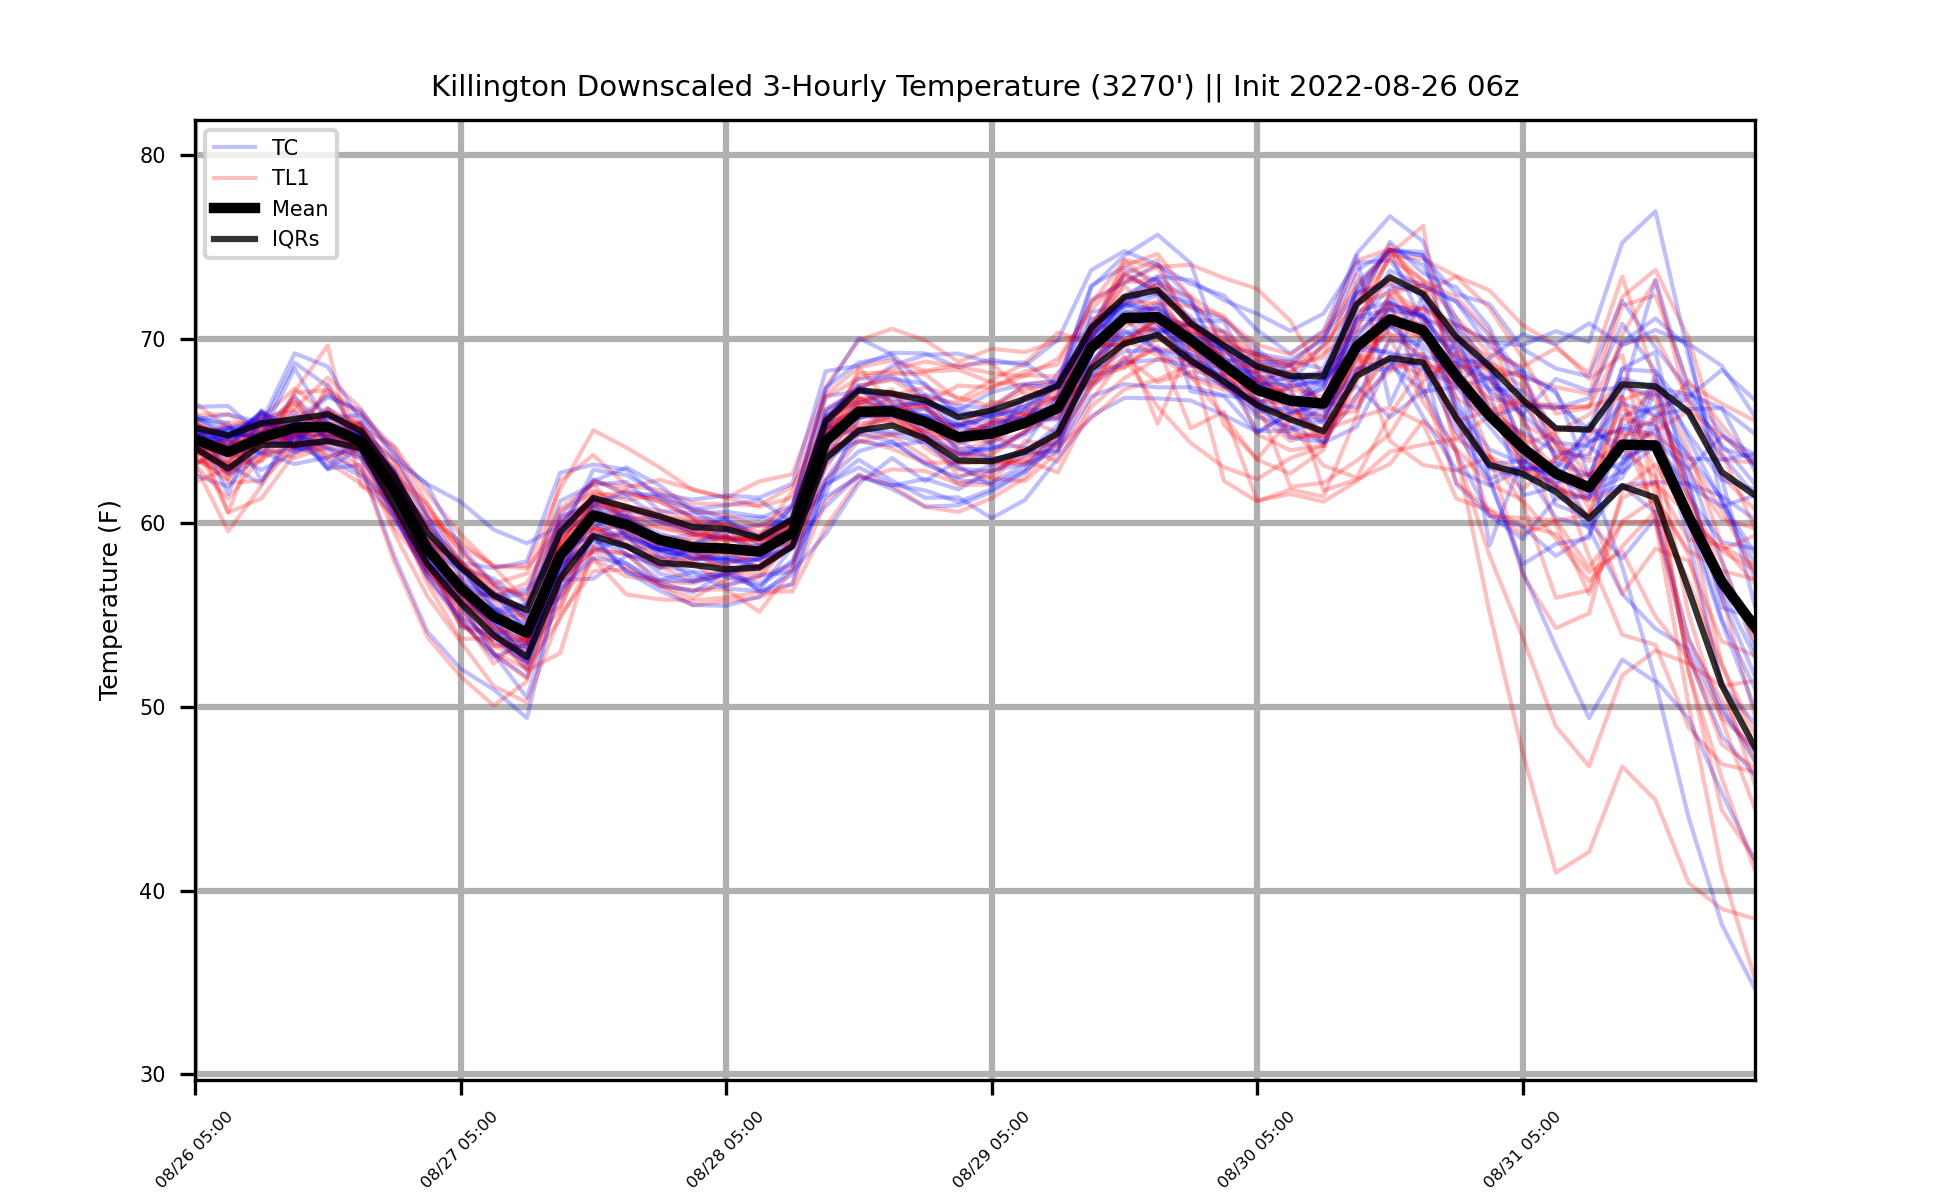 Killington Downscaled 3-Hourly Temperature (3270') || Init 2022-08-26 06z
TC
TL1
Mean
IQRs
Temperature (F)
80
70
60
50
40
30
08/26 05:00
08/27 05:00
08/28 05:00
08/29 05:00
08/30 05:00
08/31 05:00